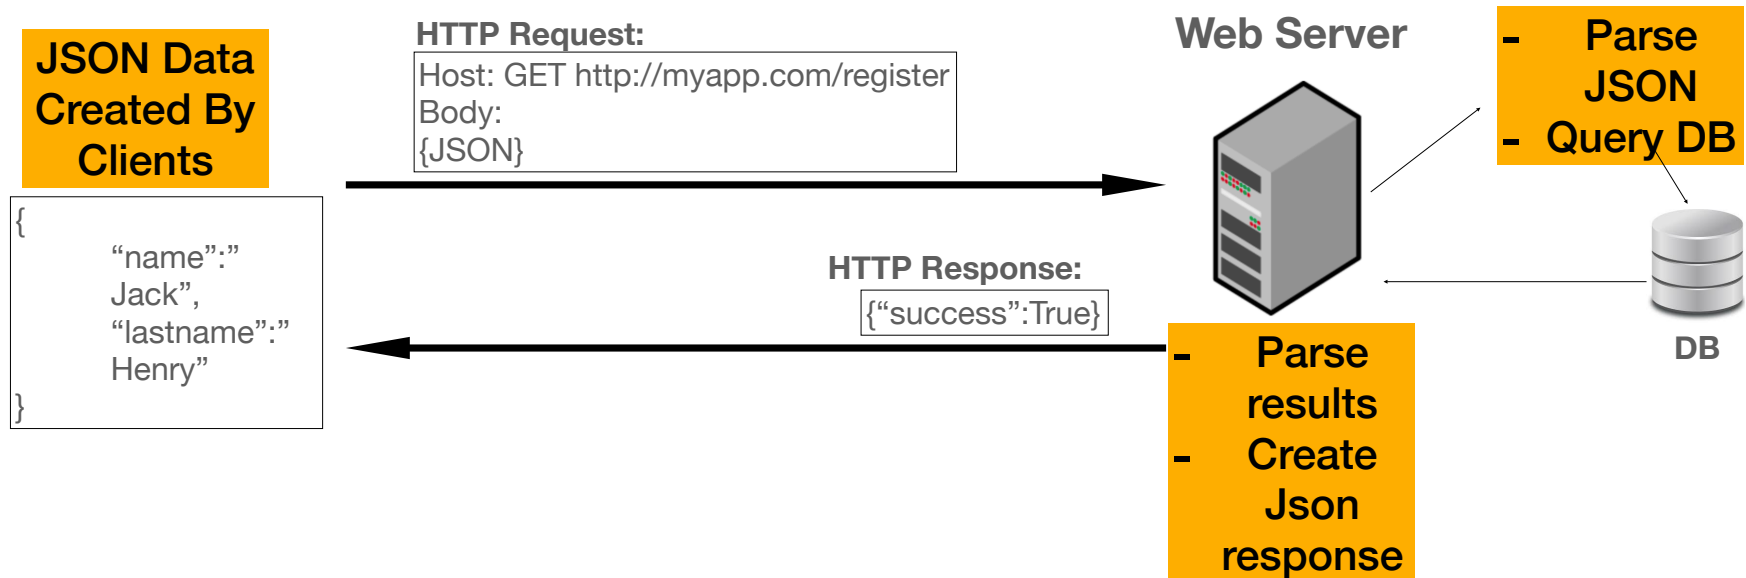 JSON Data
Created By
Clients
{
“name”:”
Jack”,
“lastname”:”
Henry”
}
HTTP Request:
Host: GET http://myapp.com/register
Body:
{JSON}
HTTP Response:
{“success”:True}
Web Server
- Parse
JSON
- Query DB
DB
- Parse
results
- Create
Json
response